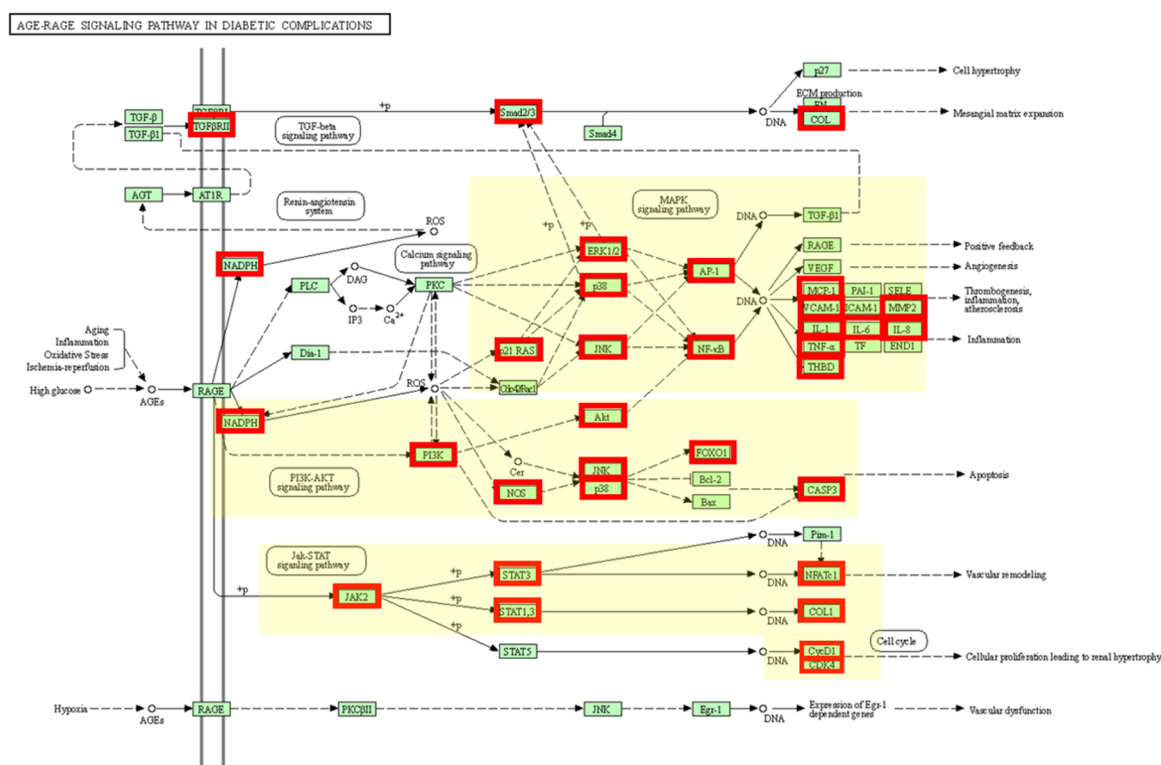 AGE-RAGE SIGNALING PATHWAY IN DIABETIC COMPLICATIONS
p27
Cell hypertrophy
ECM production
FN
COL
Mesangial matrix expansion
DNA
+p
Smad2/3
Smad4
TGF-β
TGF-β1
TGFβRII
TGF-beta
signaling pathway
AGT
AT1R
Renin-angiotensin
system
ROS
MAPK
signaling pathway
+p
+p
DNA
TGF-β1
NADPH
Calcium signaling
pathway
ERK1/2
AP-1
RAGE
Positive feedback
VEGF
Angiogenesis
PLC
DAG
IP3
Ca2+
PKC
p38
DNA
MCP-1
PAI-1
SELE
VCAM-1
ICAM-1
MMP2
Thrombogenesis,
inflammation,
atherosclerosis
IL-1
IL-6
IL-8
Inflammation
TNF-α
TF
END1
THBD
Aging
Inflammation
Oxidative Stress
Ischemia-reperfusion
High glucose
AGEs
RAGE
Dia-1
p21 RAS
JNK
NF-κB
ROS
NADPH
Akt
PI3K
PI3K-AKT
signaling pathway
Cer
NOS
JNK
p38
FOXO1
Bcl-2
Bax
CASP3
Apoptosis
Jak-STAT
siganling pathway
DNA
Pim-1
+p
JAK2
+p
STAT3
DNA
NFATc1
Vascular remodeling
+p
STAT1,3
DNA
COL1
+p
STAT5
DNA
CycD1
CDK4
Cell cycle
Cellular proliferation leading to renal hypertrophy
Hypoxia
AGEs
RAGE
PKCβII
JNK
Egr-1
DNA
Expression of Egr-1
dependent genes
Vascular dysfunction